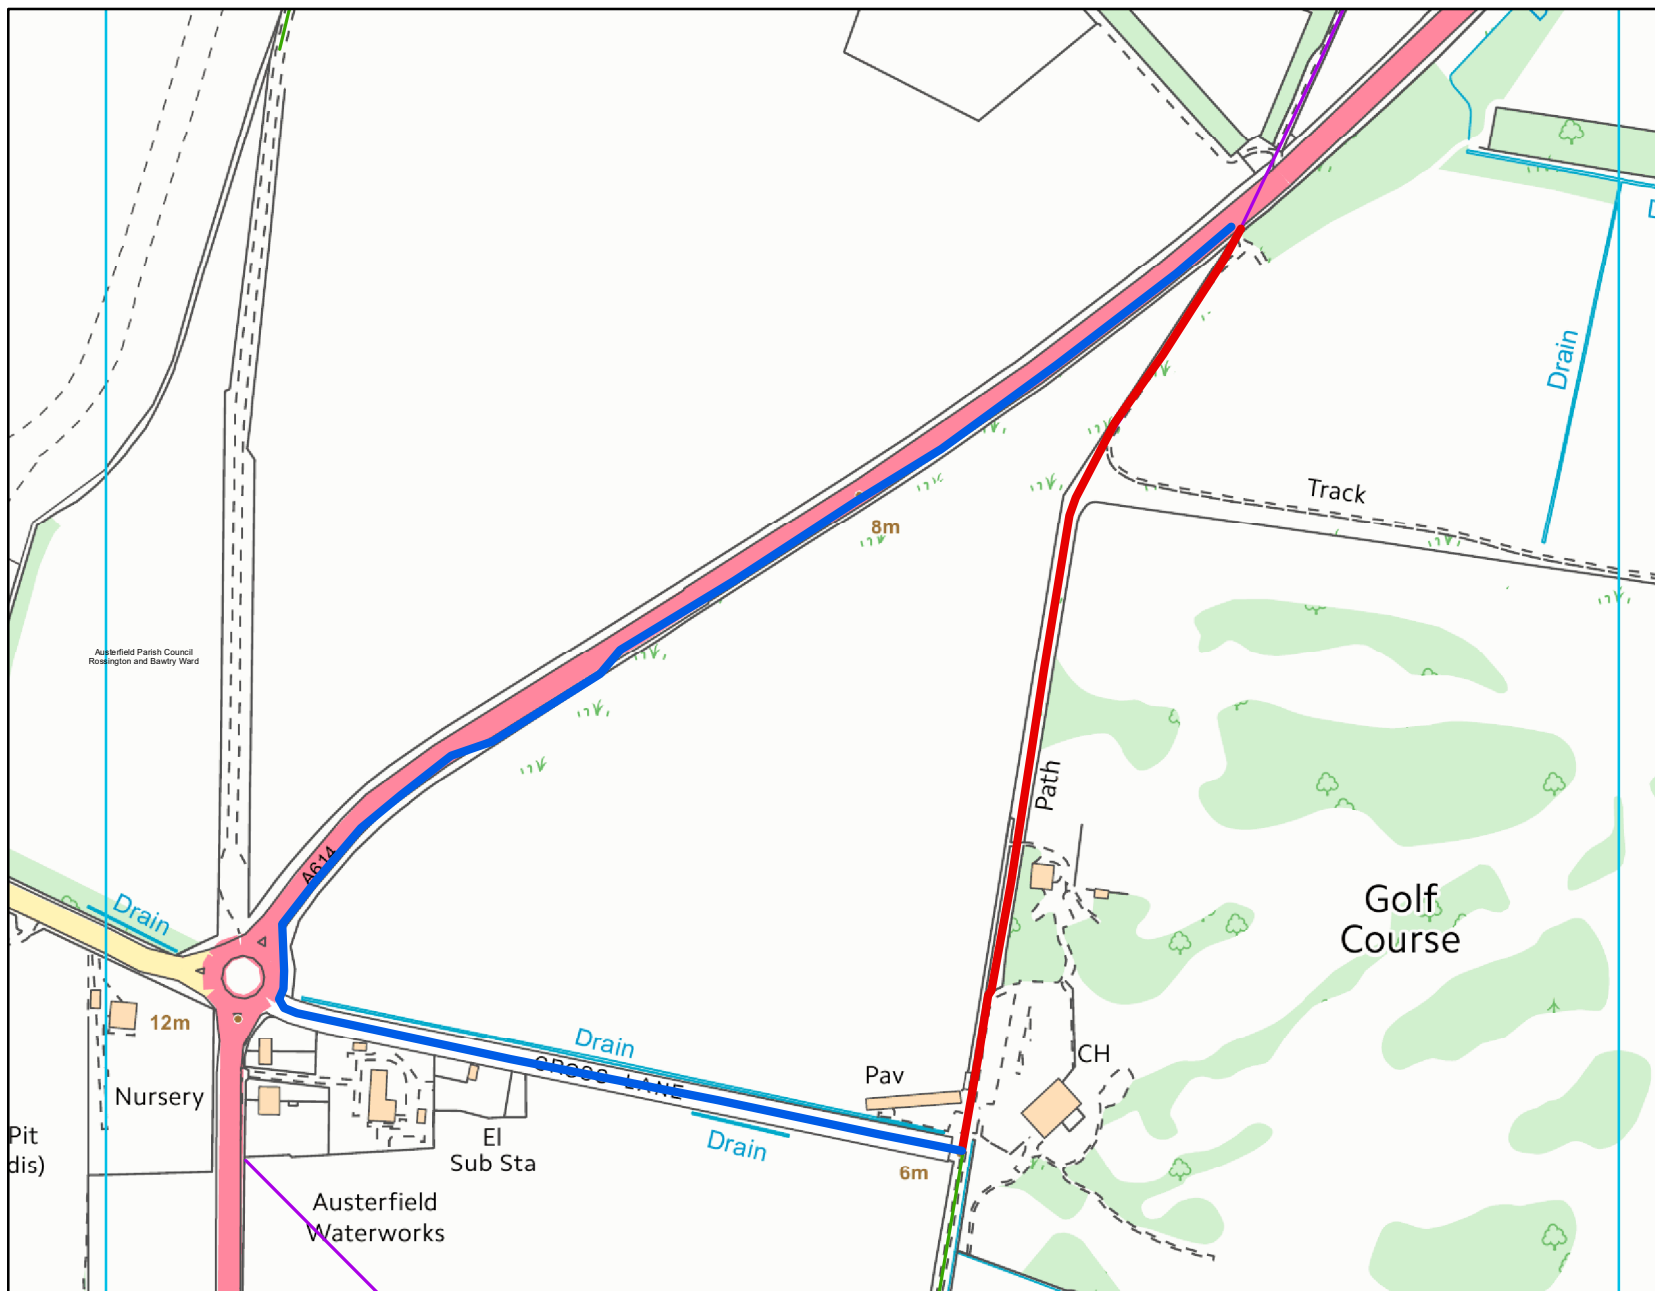 Drain
Track
8m
Austerfield Parish Council
Rossington and Bawtry Ward
Path
A614
Golf
Course
Drain
12m
Drain
CH
CROSS LANE
Pav
Nursery
Pit
dis)
El
Sub Sta
Drain
6m
Austerfield
Waterworks